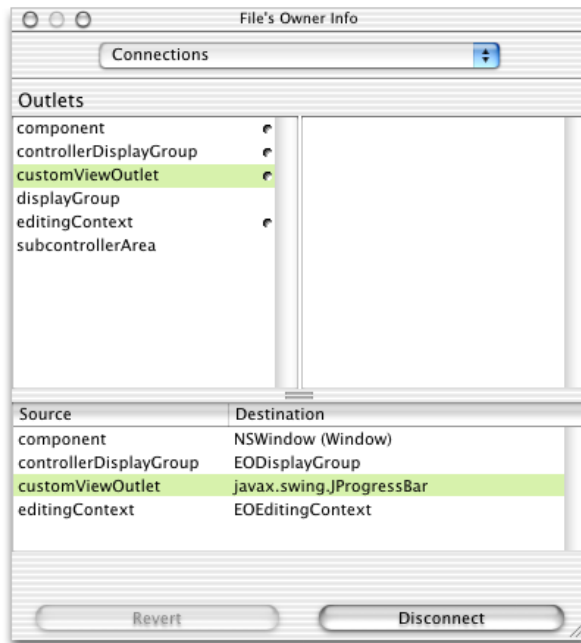 File's Owner Info
Connections
Outlets
component
controllerDisplayGroup
customViewOutlet
displayGroup
editingContext
subcontrollerArea
Source Destination
component NSWindow (Window)
controllerDisplayGroup EODisplayGroup
customViewOutlet javax.swing.JProgressBar
editingContext EOEditingContext
Revert Disconnect